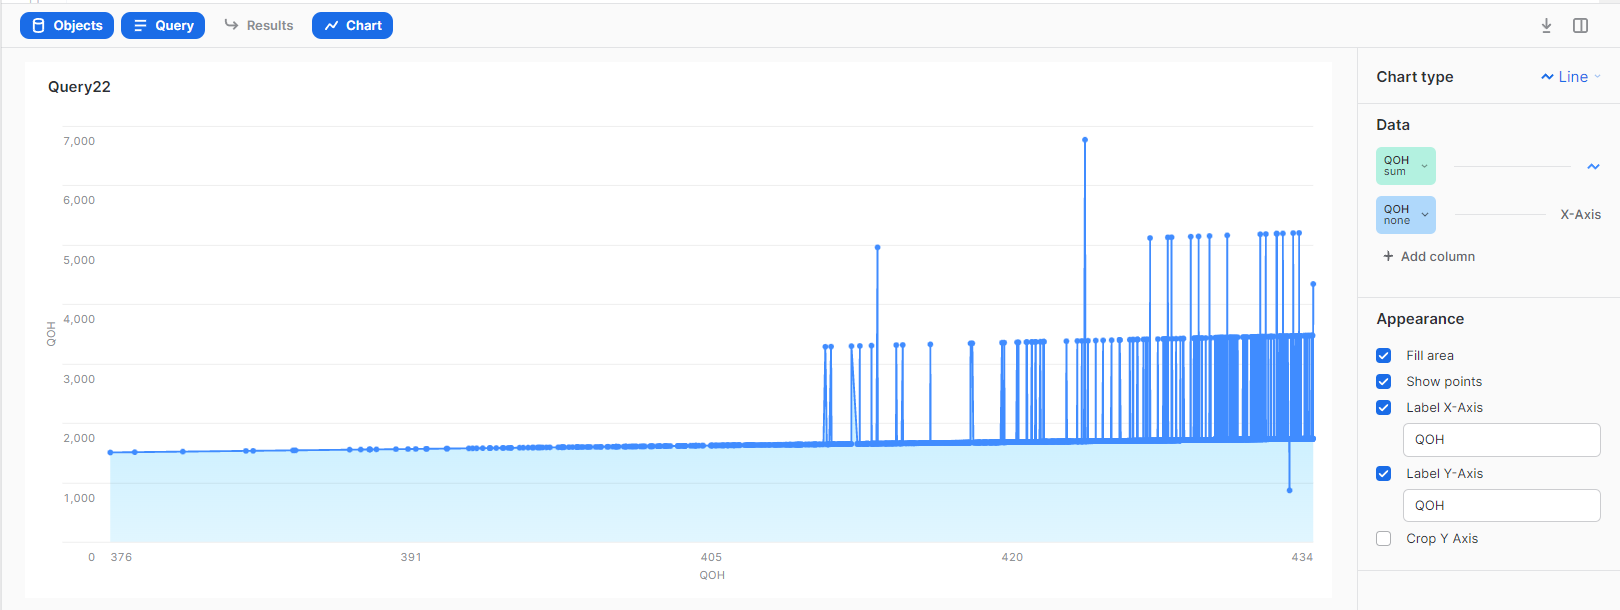 Objects Query Results Chart
Query22
7,000
6,000
5,000
4,000
3,000
2,000
1,000
0
QOH
376 391 405 420 434
QOH
Chart type Line
Data
QOH
sum
QOH
none
X-Axis
+ Add column
Appearance
Fill area
Show points
Label X-Axis
QOH
Label Y-Axis
QOH
Crop Y Axis